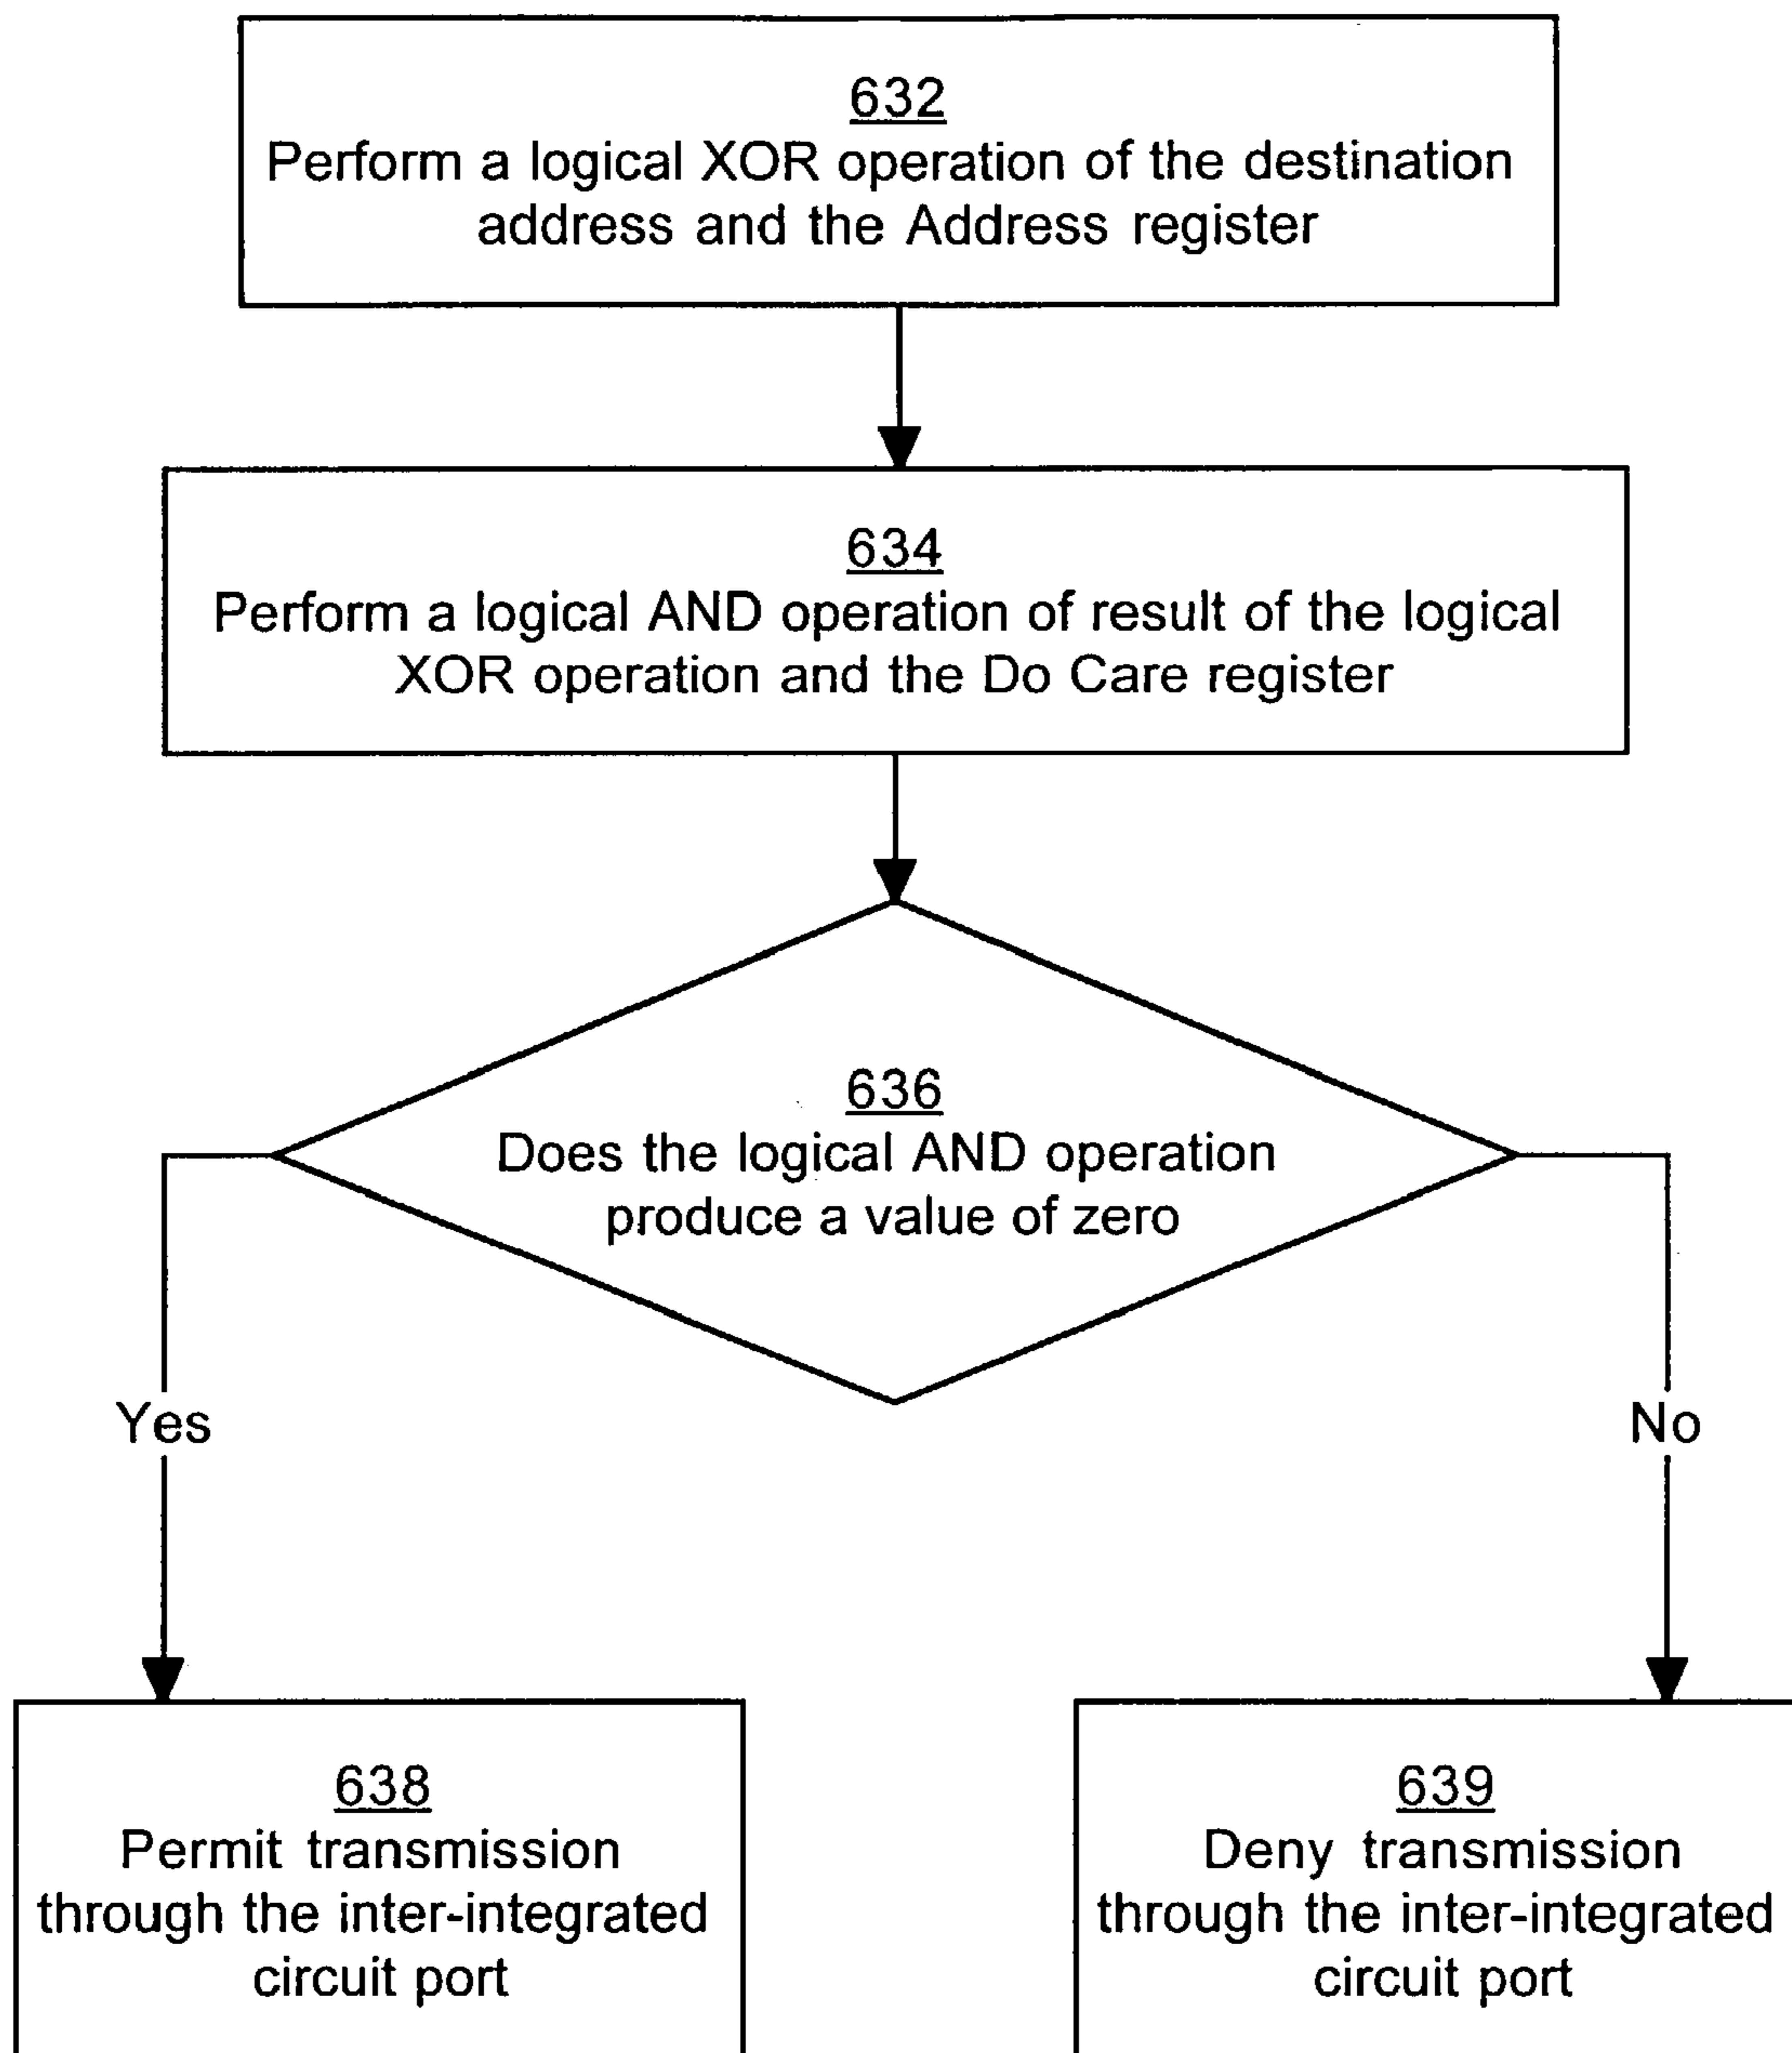 632
Perform a logical XOR operation of the destination
address and the Address register
634
Perform a logical AND operation of result of the logical
XOR operation and the Do Care register
636
Does the logical AND operation
produce a value of zero
Yes
No
638
Permit transmission
through the inter-integrated
circuit port
639
Deny transmission
through the inter-integrated
circuit port